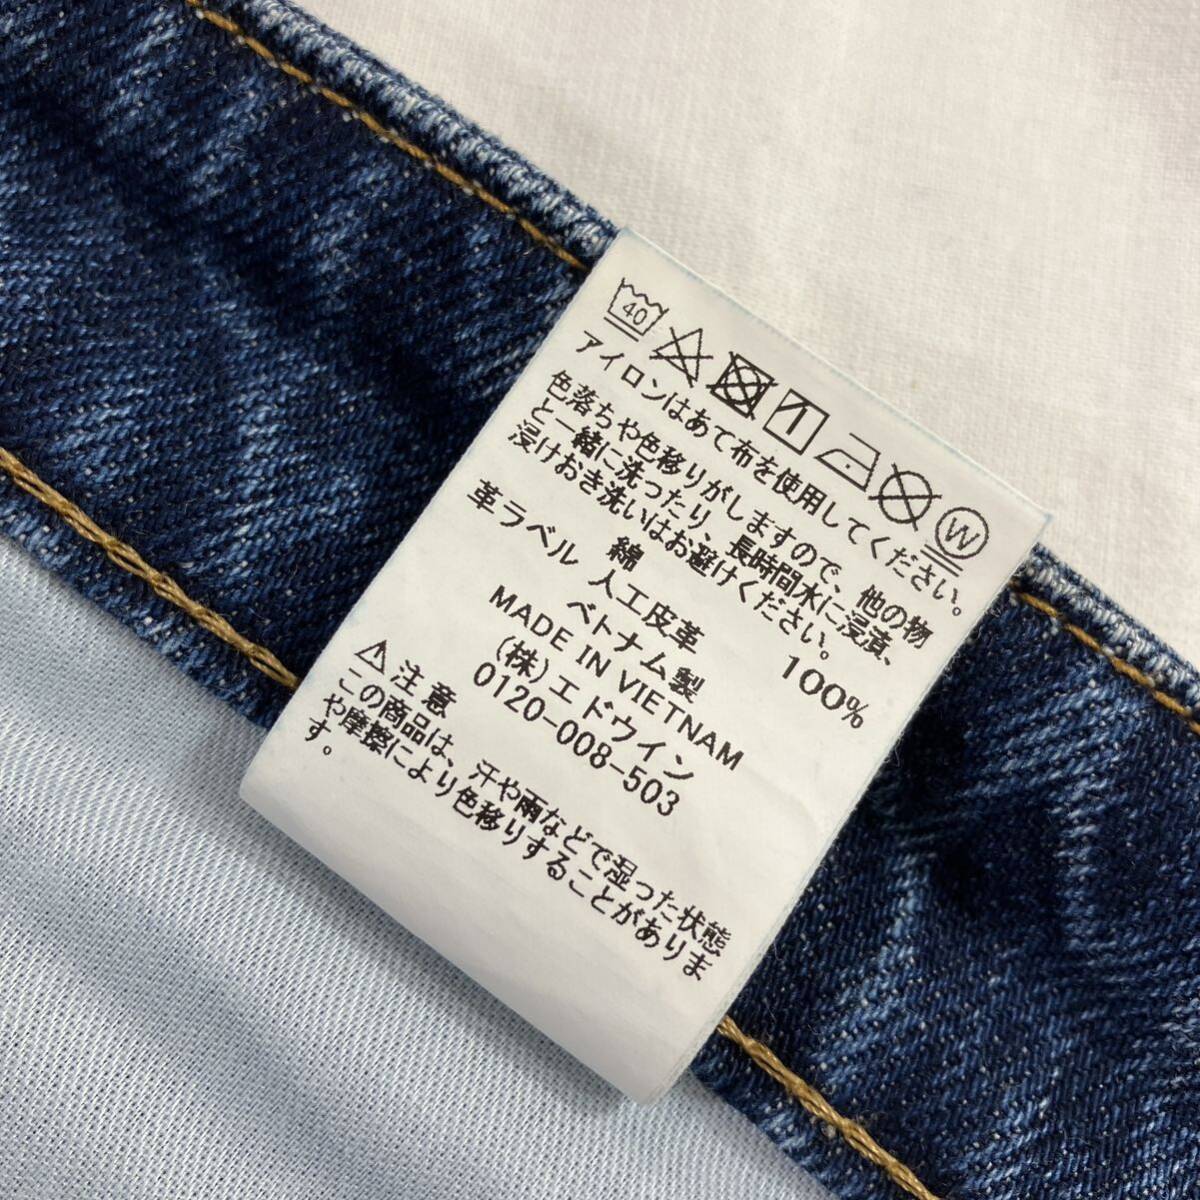 40 W
アイロンはあて布を使用してください。
色落ちや色移りがしますので、他の物
と一緒に洗ったり、長時間水に浸漬、
浸けおき洗いはお避けください。
綿 100%
革ラベル 人工皮革
ベトナム製
MADE IN VIETNAM
(株)エドウイン
0120-008-503
⚠注意
この商品は、汗や雨などで湿った状態
や摩擦により色移りすることがありま
す。